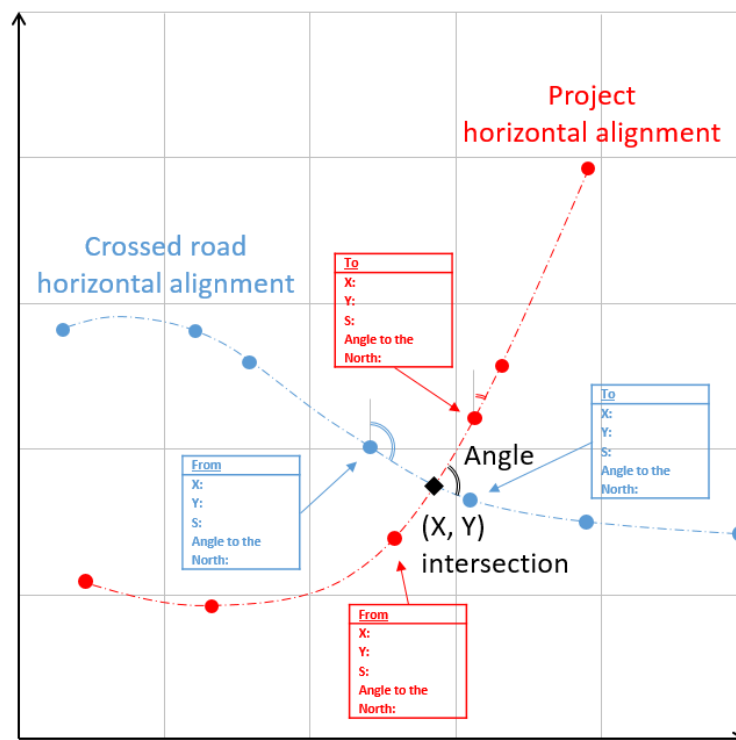 Project
horizontal alignment
Crossed road
horizontal alignment
To
X:
Y:
S:
Angle to the
North:
To
X:
Y:
S:
Angle to the
North:
From
X:
Y:
S:
Angle to the
North:
Angle
(X, Y)
intersection
From
X:
Y:
S:
Angle to the
North: